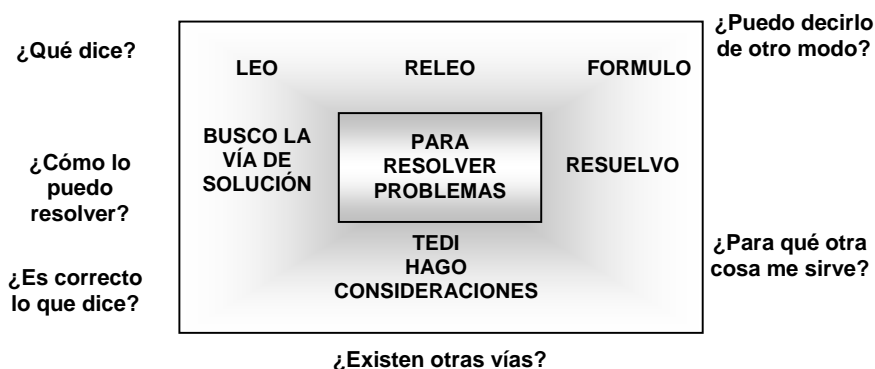 ¿Qué dice?
¿Puedo decirlo
de otro modo?
LEO
RELEO
FORMULO
BUSCO LA
VÍA DE
SOLUCIÓN
PARA
RESOLVER
PROBLEMAS
RESUELVO
¿Cómo lo
puedo
resolver?
TEDI
HAGO
CONSIDERACIONES
¿Para qué otra
cosa me sirve?
¿Es correcto
lo que dice?
¿Existen otras vías?